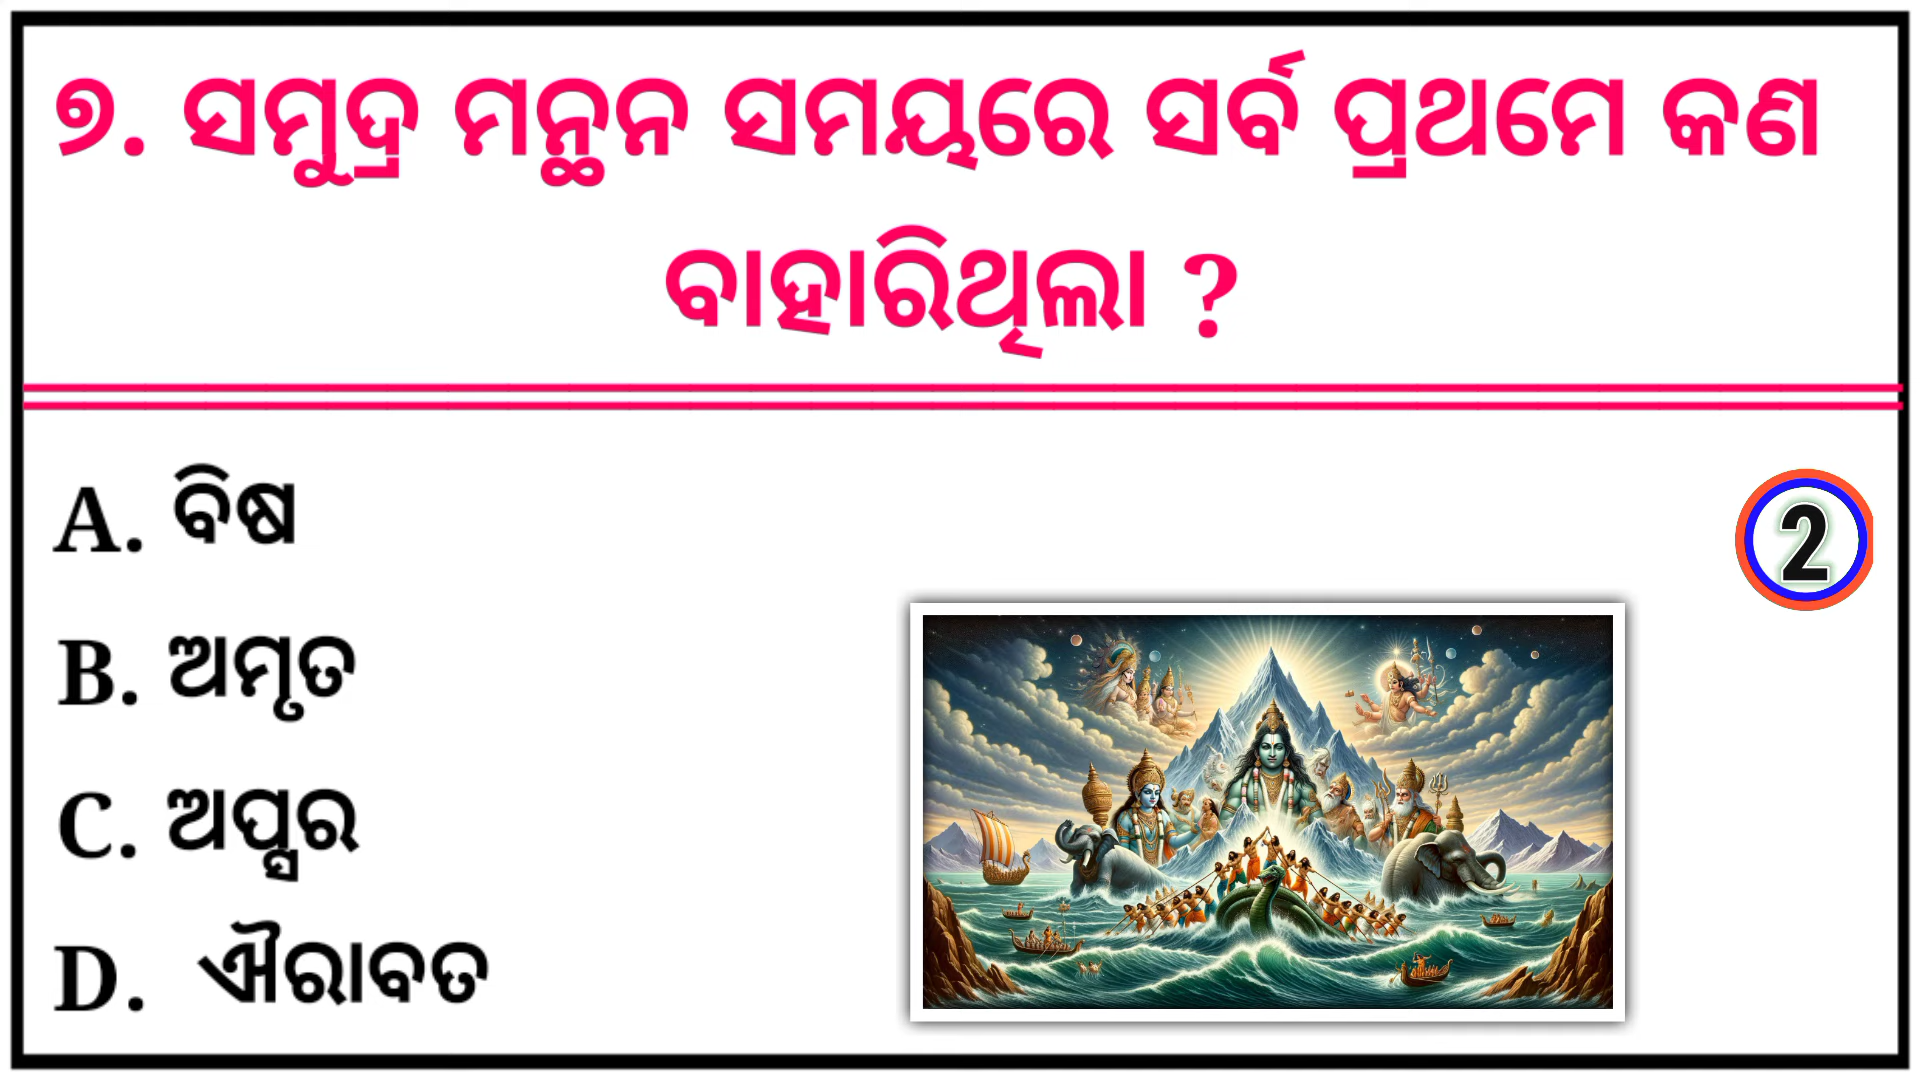 ୭. ସମୁଦ୍ର ମନ୍ଥନ ସମୟରେ ସର୍ବ ପ୍ରଥମେ କଣ
ବାହାରିଥିଲା ?
A. ବିଷ
2
B. ଅମୃତ
C. ଅପ୍ସର
D. ଐରାବତ